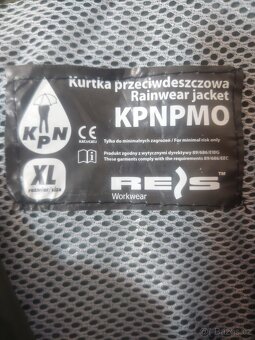 Kurtka przeciwdeszczowa
Rainwear jacket
KPNPMO
KPN
CE
Tylko do minimalnych zagrożeń / For minimal risk only
Produkt zgodny z wytycznymi dyrektywy 89/686/EWG
These garments comply with the requirements 89/686/EEC
XL
REIS™
Workwear